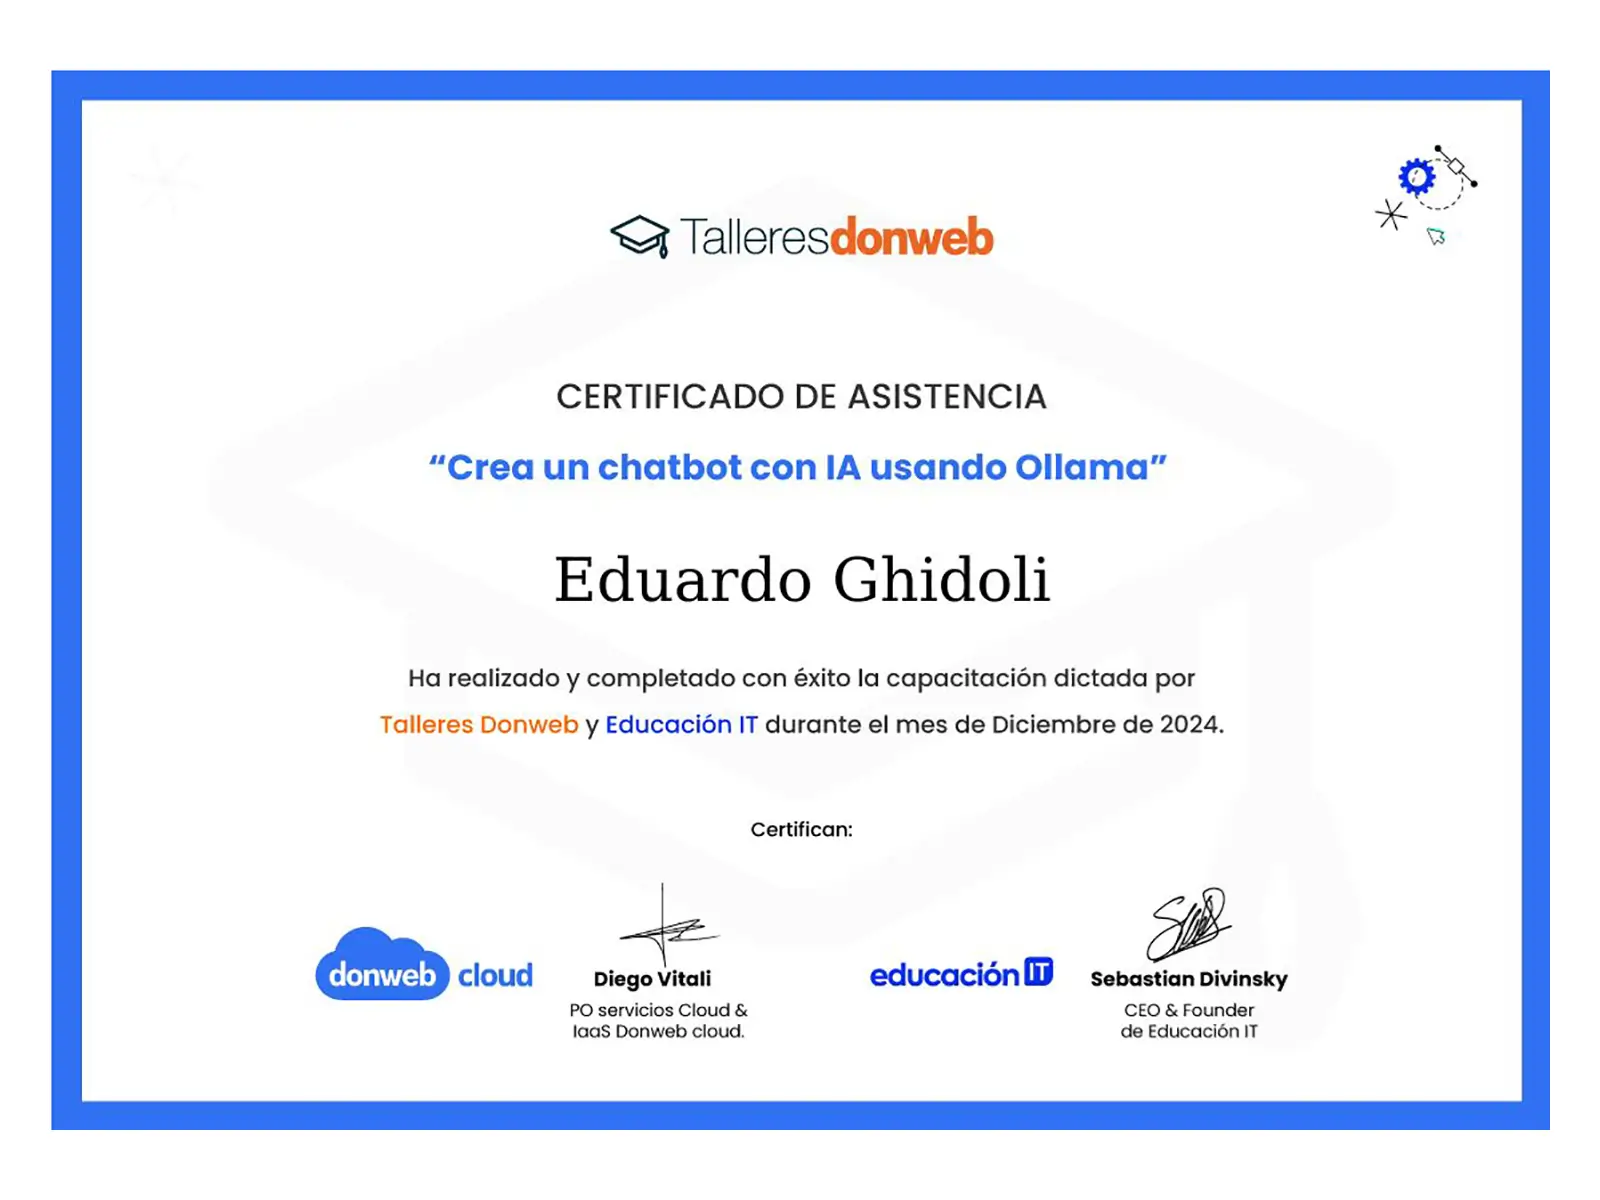 Talleresdonweb
CERTIFICADO DE ASISTENCIA
“Crea un chatbot con IA usando Ollama”
Eduardo Ghidoli
Ha realizado y completado con éxito la capacitación dictada por
Talleres Donweb y Educación IT durante el mes de Diciembre de 2024.
Certifican:
donweb cloud
Diego Vitali
PO servicios Cloud &
IaaS Donweb cloud.
educación IT
Sebastian Divinsky
CEO & Founder
de Educación IT